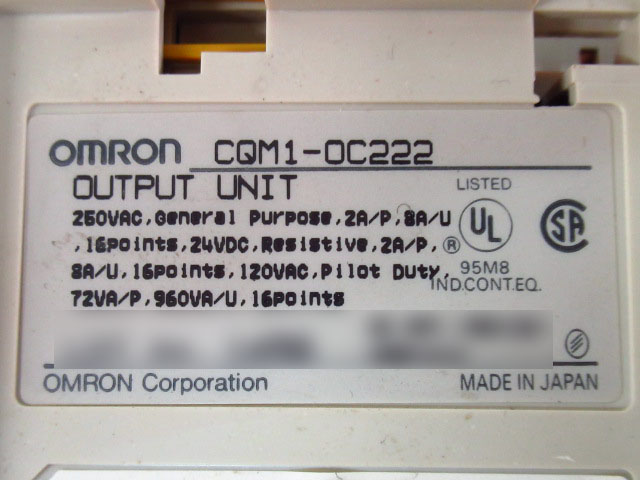 OMRON CQM1-OC222
OUTPUT UNIT
250VAC,General Purpose,2A/P,8A/U
,16points,24VDC,Resistive,2A/P,
8A/U,16points,120VAC,Pilot Duty,
72VA/P,960VA/U,16points
LISTED
UL ®
SA
95M8
IND.CONT.EQ.
OMRON Corporation
MADE IN JAPAN